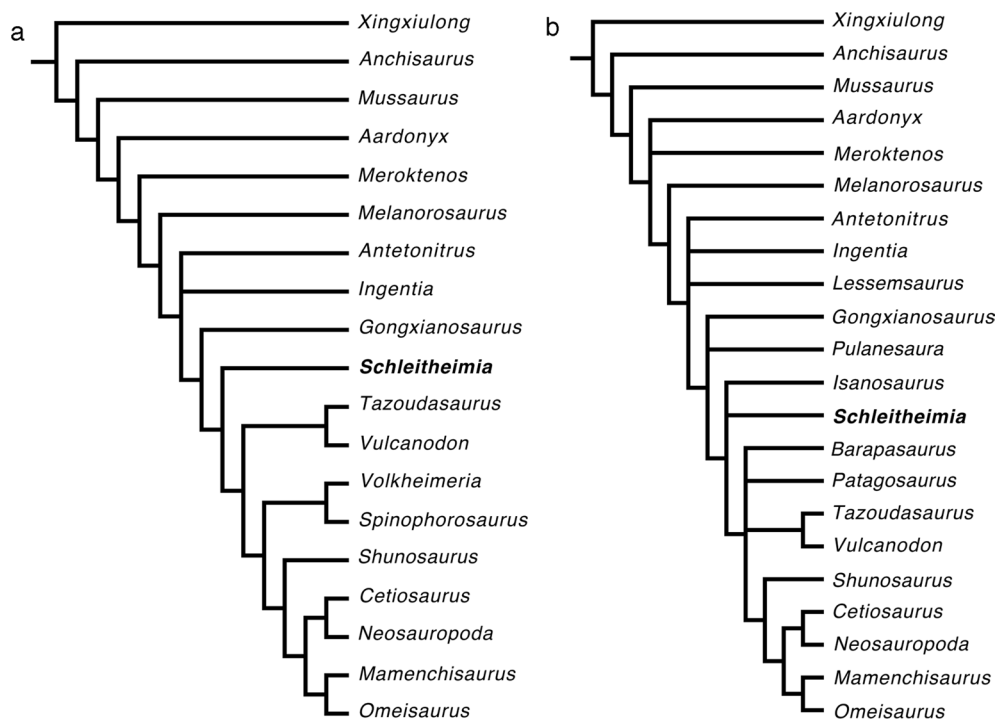 a
Xingxiulong
Anchisaurus
Mussaurus
Aardonyx
Meroktenos
Melanorosaurus
Antetonitrus
Ingentia
Gongxianosaurus
Schleitheimia
Tazoudasaurus
Vulcanodon
Volkheimeria
Spinophorosaurus
Shunosaurus
Cetiosaurus
Neosauropoda
Mamenchisaurus
Omeisaurus
b
Xingxiulong
Anchisaurus
Mussaurus
Aardonyx
Meroktenos
Melanorosaurus
Antetonitrus
Ingentia
Lessemsaurus
Gongxianosaurus
Pulanesaura
Isanosaurus
Schleitheimia
Barapasaurus
Patagosaurus
Tazoudasaurus
Vulcanodon
Shunosaurus
Cetiosaurus
Neosauropoda
Mamenchisaurus
Omeisaurus